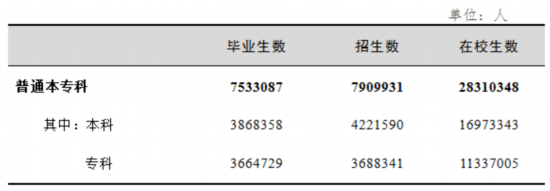 单位：人
毕业生数 招生数 在校生数
普通本专科 7533087 7909931 28310348
其中：本科 3868358 4221590 16973343
专科 3664729 3688341 11337005